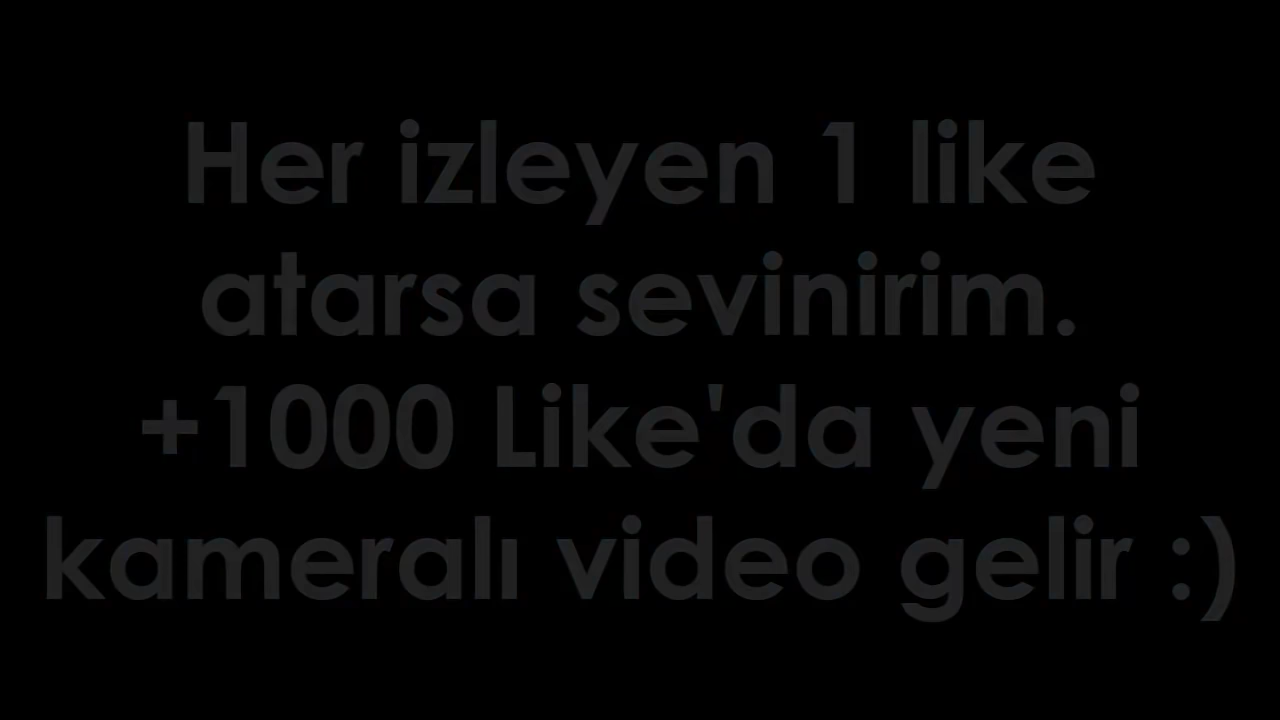 Her izleyen 1 like
atarsa sevinirim.
+1000 Like'da yeni
kameralı video gelir :)